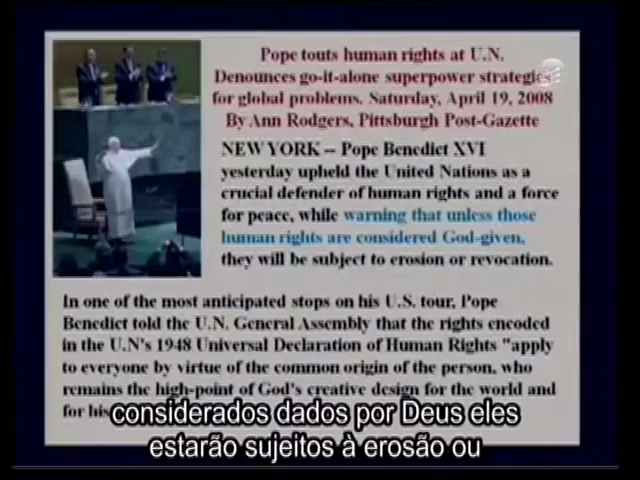 Pope touts human rights at U.N.
Denounces go-it-alone superpower strategies
for global problems. Saturday, April 19, 2008
By Ann Rodgers, Pittsburgh Post-Gazette
NEW YORK -- Pope Benedict XVI
yesterday upheld the United Nations as a
crucial defender of human rights and a force
for peace, while warning that unless those
human rights are considered God-given,
they will be subject to erosion or revocation.
In one of the most anticipated stops on his U.S. tour, Pope
Benedict told the U.N. General Assembly that the rights encoded
in the U.N's 1948 Universal Declaration of Human Rights "apply
to everyone by virtue of the common origin of the person, who
remains the high-point of God's creative design for the world and
for his
considerados dados por Deus eles
estarão sujeitos à erosão ou